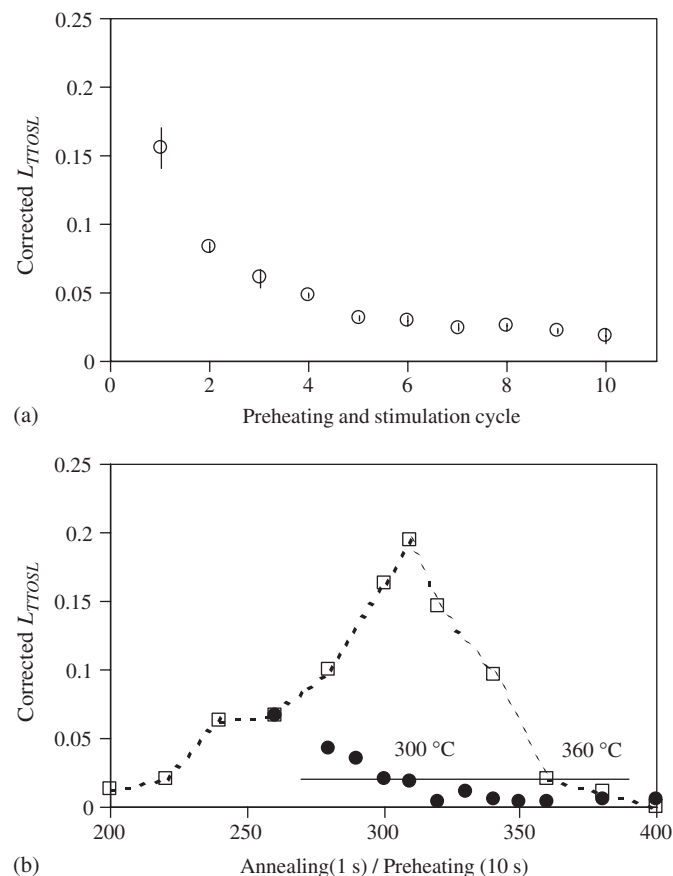 0.25
0.2
0.15
0.1
0.05
0
Corrected L_TTOSL
0 2 4 6 8 10
(a) Preheating and stimulation cycle
0.25
0.2
0.15
0.1
0.05
0
Corrected L_TTOSL
300 °C 360 °C
200 250 300 350 400
(b) Annealing(1 s) / Preheating (10 s)